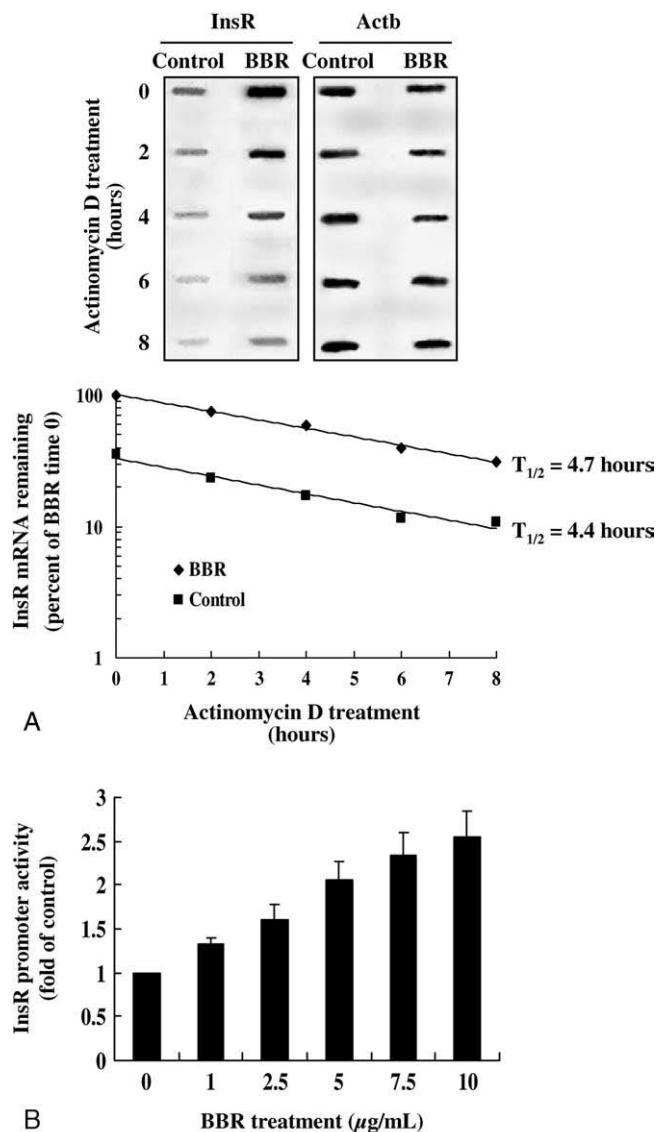 InsR Actb
Control BBR Control BBR
Actinomycin D treatment
(hours)
0
2
4
6
8
InsR mRNA remaining
(percent of BBR time 0)
100
10
1
T1/2 = 4.7 hours
T1/2 = 4.4 hours
BBR
Control
0 1 2 3 4 5 6 7 8
Actinomycin D treatment
(hours)
A
InsR promoter activity
(fold of control)
3
2.5
2
1.5
1
0.5
0
0 1 2.5 5 7.5 10
BBR treatment (µg/mL)
B